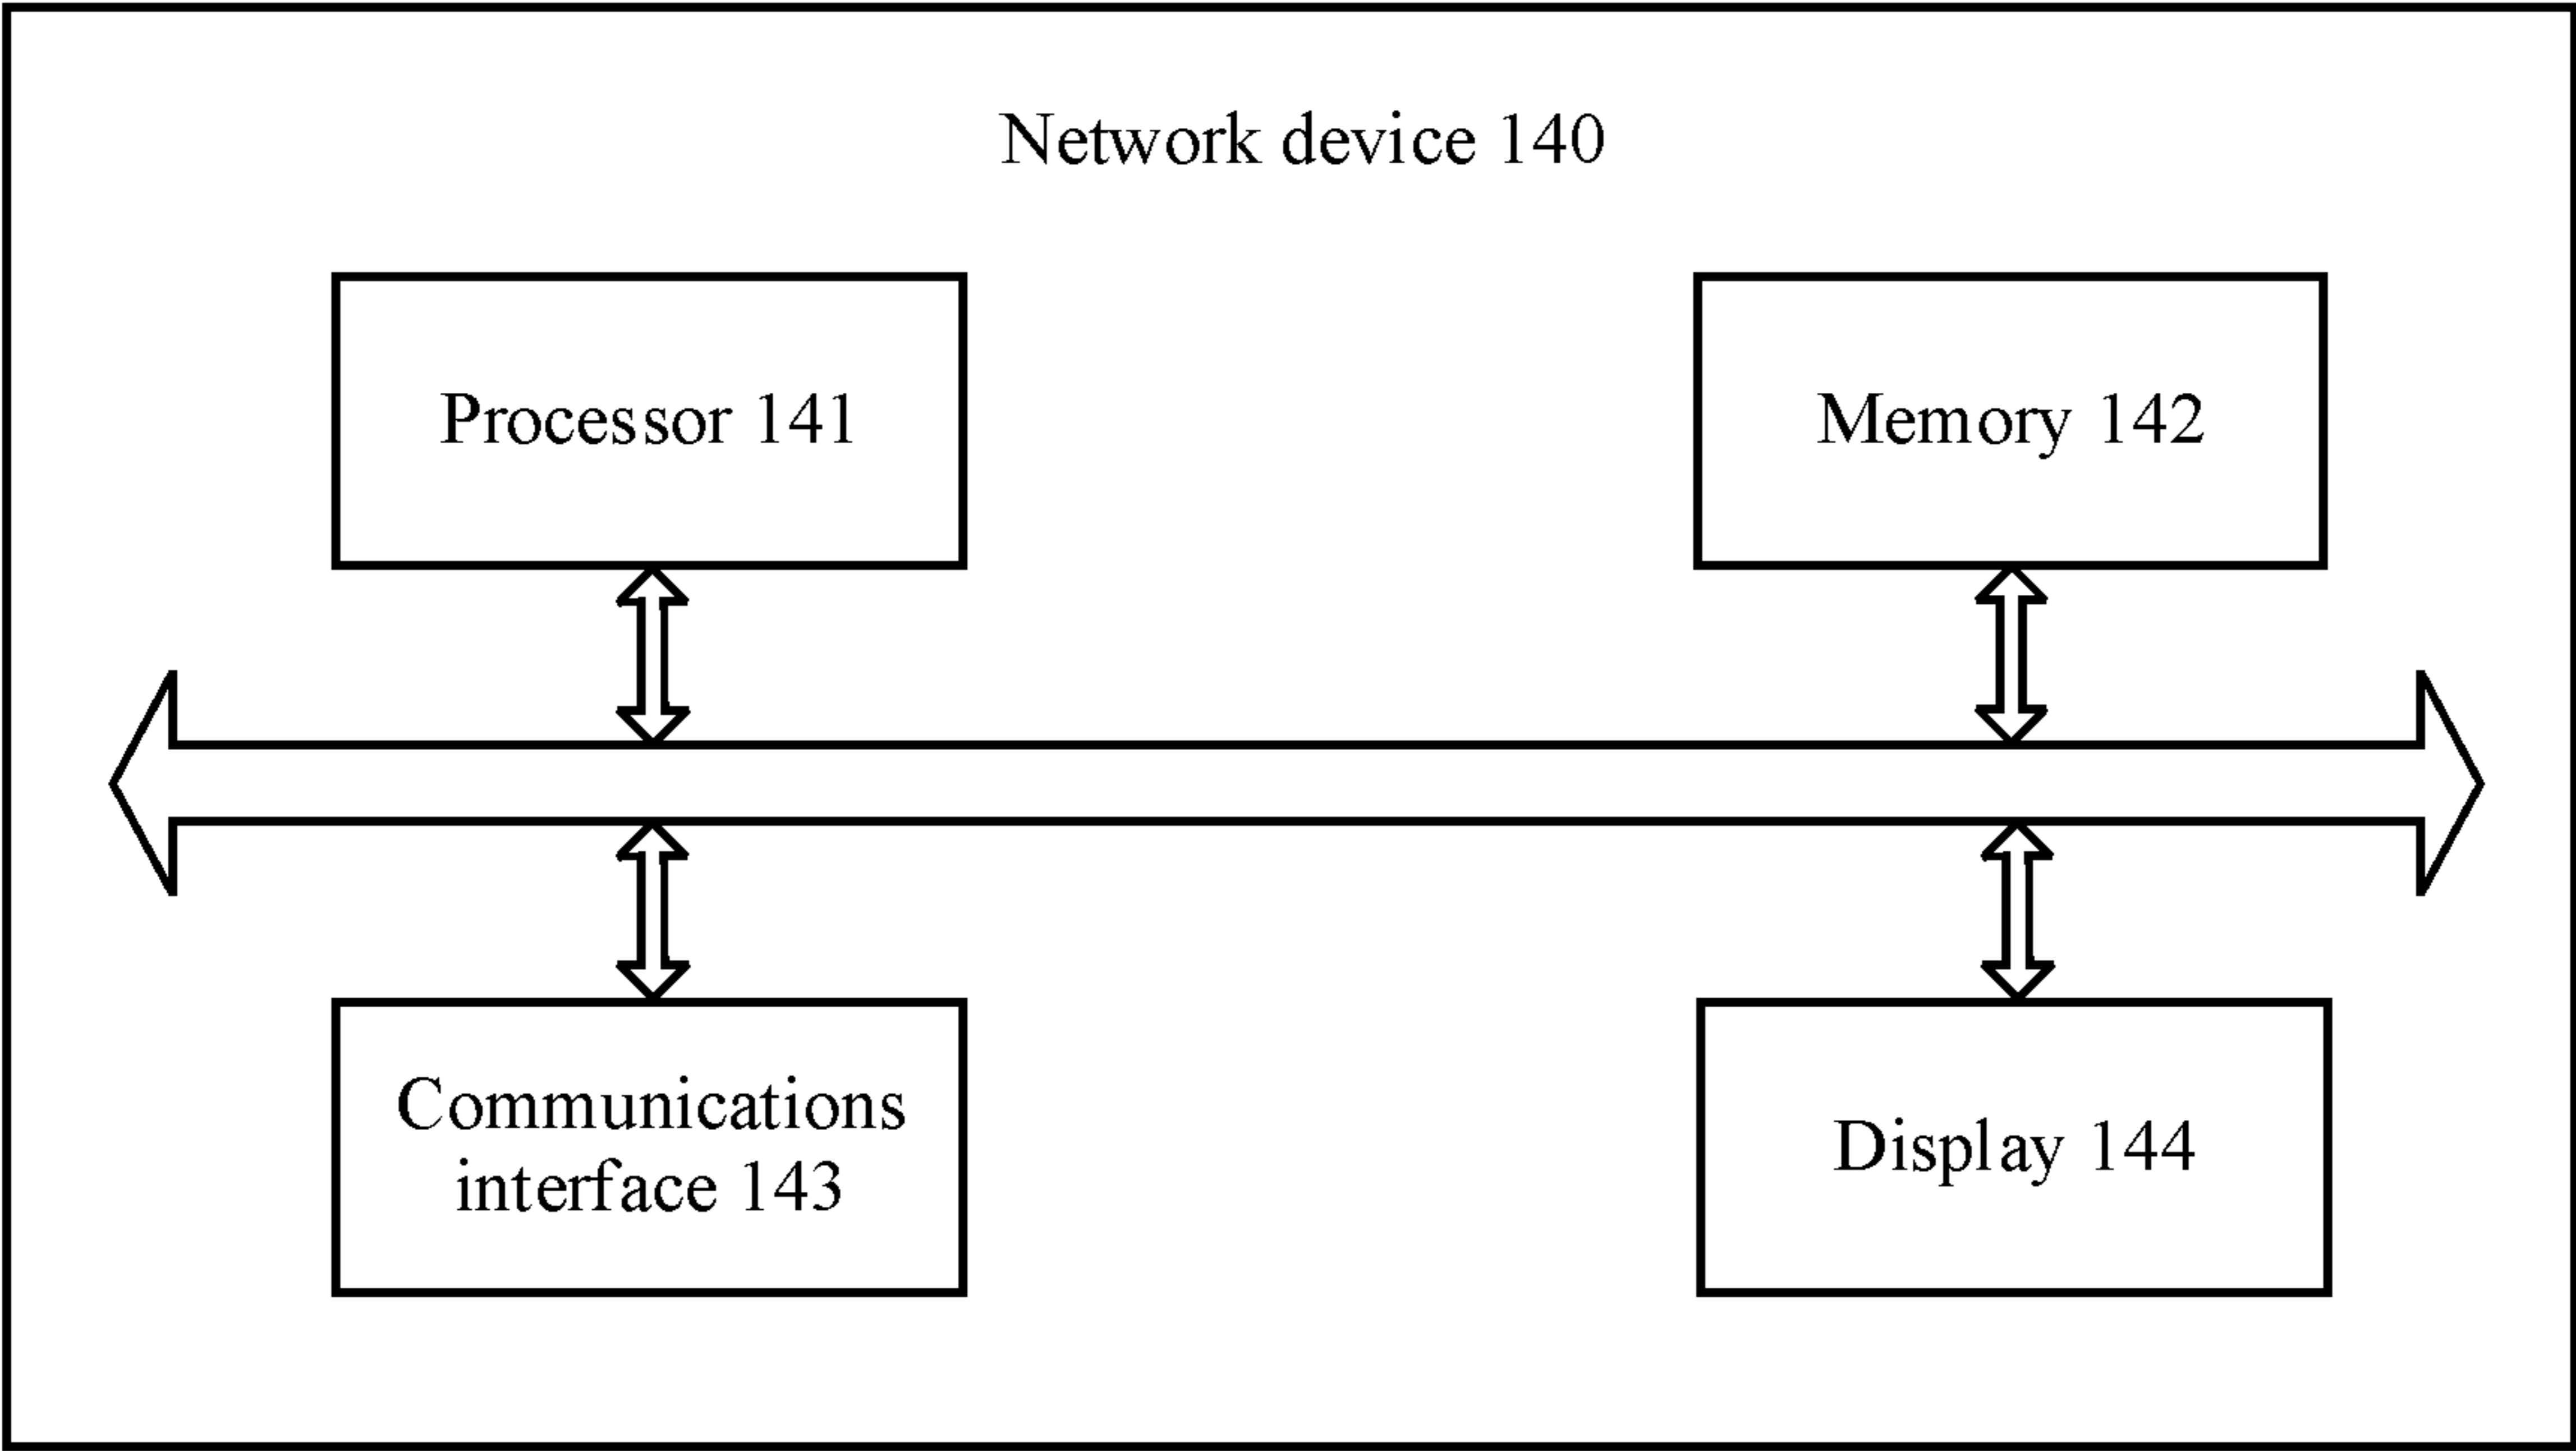 Network device 140
Processor 141
Memory 142
Communications
interface 143
Display 144